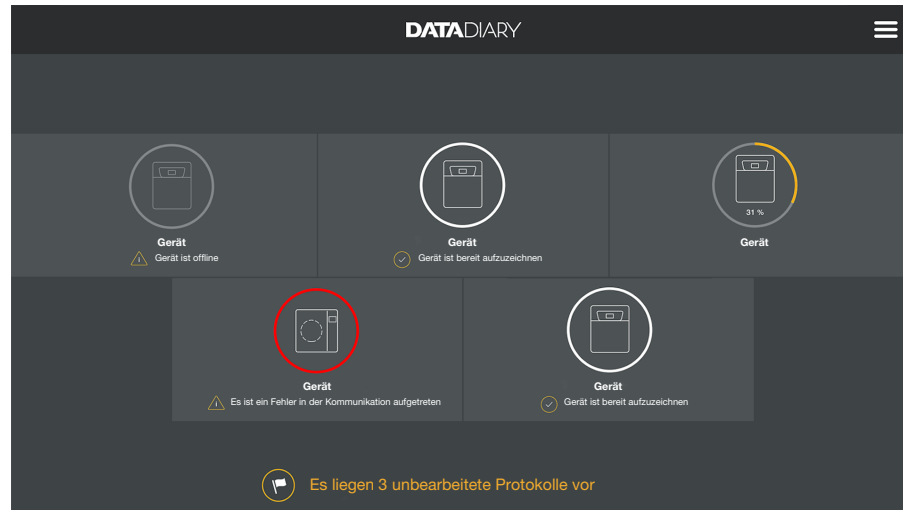 DATADIARY
Gerät
Gerät ist offline
Gerät
Gerät ist bereit aufzuzeichnen
31 %
Gerät
Gerät
Es ist ein Fehler in der Kommunikation aufgetreten
Gerät
Gerät ist bereit aufzuzeichnen
Es liegen 3 unbearbeitete Protokolle vor